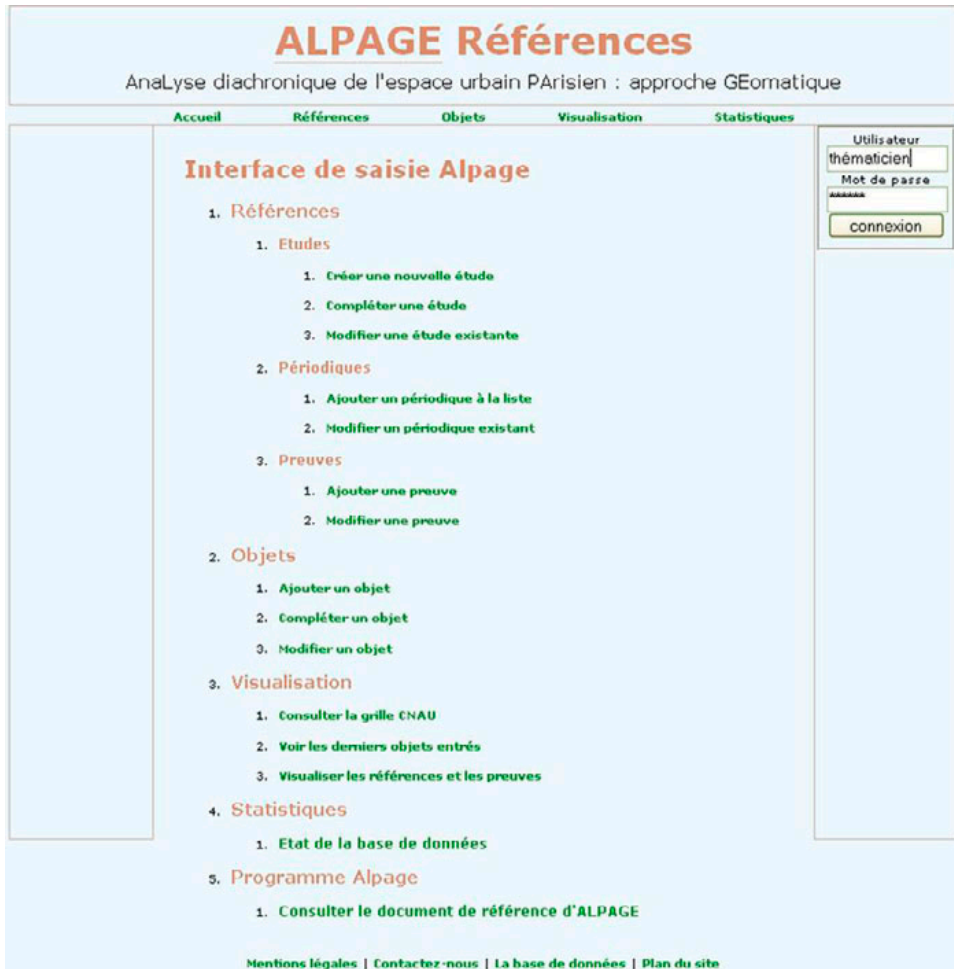 ALPAGE Références
AnaLyse diachronique de l'espace urbain PArisien : approche GEomatique
Accueil Références Objets Visualisation Statistiques
Utilisateur
thématicien
Mot de passe
******
connexion
Interface de saisie Alpage
1. Références
1. Etudes
1. Créer une nouvelle étude
2. Compléter une étude
3. Modifier une étude existante
2. Périodiques
1. Ajouter un périodique à la liste
2. Modifier un périodique existant
3. Preuves
1. Ajouter une preuve
2. Modifier une preuve
2. Objets
1. Ajouter un objet
2. Compléter un objet
3. Modifier un objet
3. Visualisation
1. Consulter la grille CNAU
2. Voir les derniers objets entrés
3. Visualiser les références et les preuves
4. Statistiques
1. Etat de la base de données
5. Programme Alpage
1. Consulter le document de référence d'ALPAGE
Mentions légales | Contactez-nous | La base de données | Plan du site